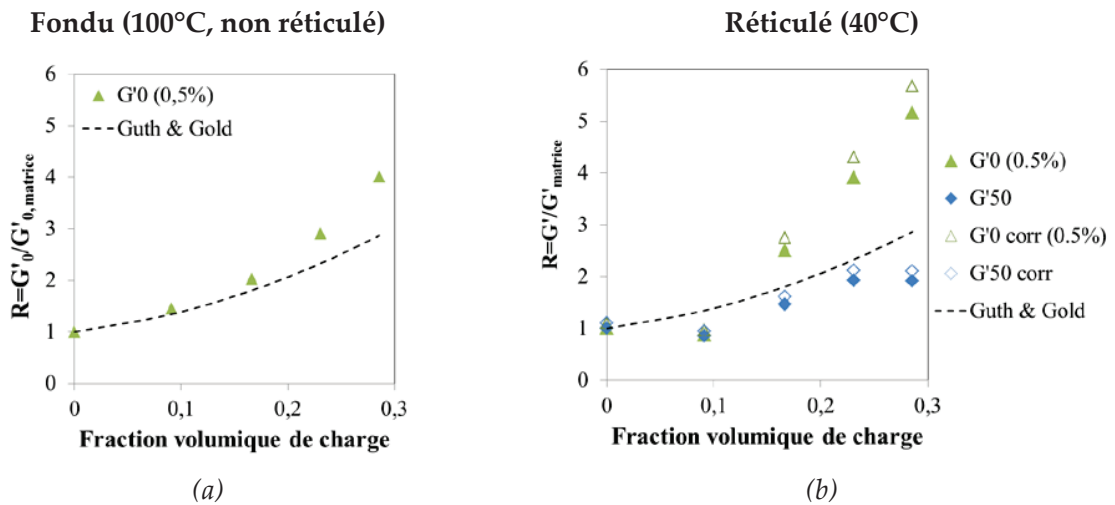 Fondu (100°C, non réticulé)
6
5
4
3
2
1
0
G'0 (0,5%)
Guth & Gold
R=G'₀/G'₀,matrice
0
0,1
0,2
0,3
Fraction volumique de charge
(a)
Réticulé (40°C)
6
5
4
3
2
1
0
R=G'/G'matrice
0
0,1
0,2
0,3
Fraction volumique de charge
G'0 (0.5%)
G'50
G'0 corr (0.5%)
G'50 corr
Guth & Gold
(b)